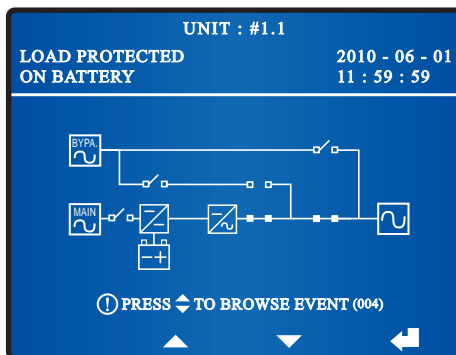 UNIT : #1.1
LOAD PROTECTED 2010 - 06 - 01
ON BATTERY 11 : 59 : 59
BYPA.
MAIN
PRESS TO BROWSE EVENT (004)